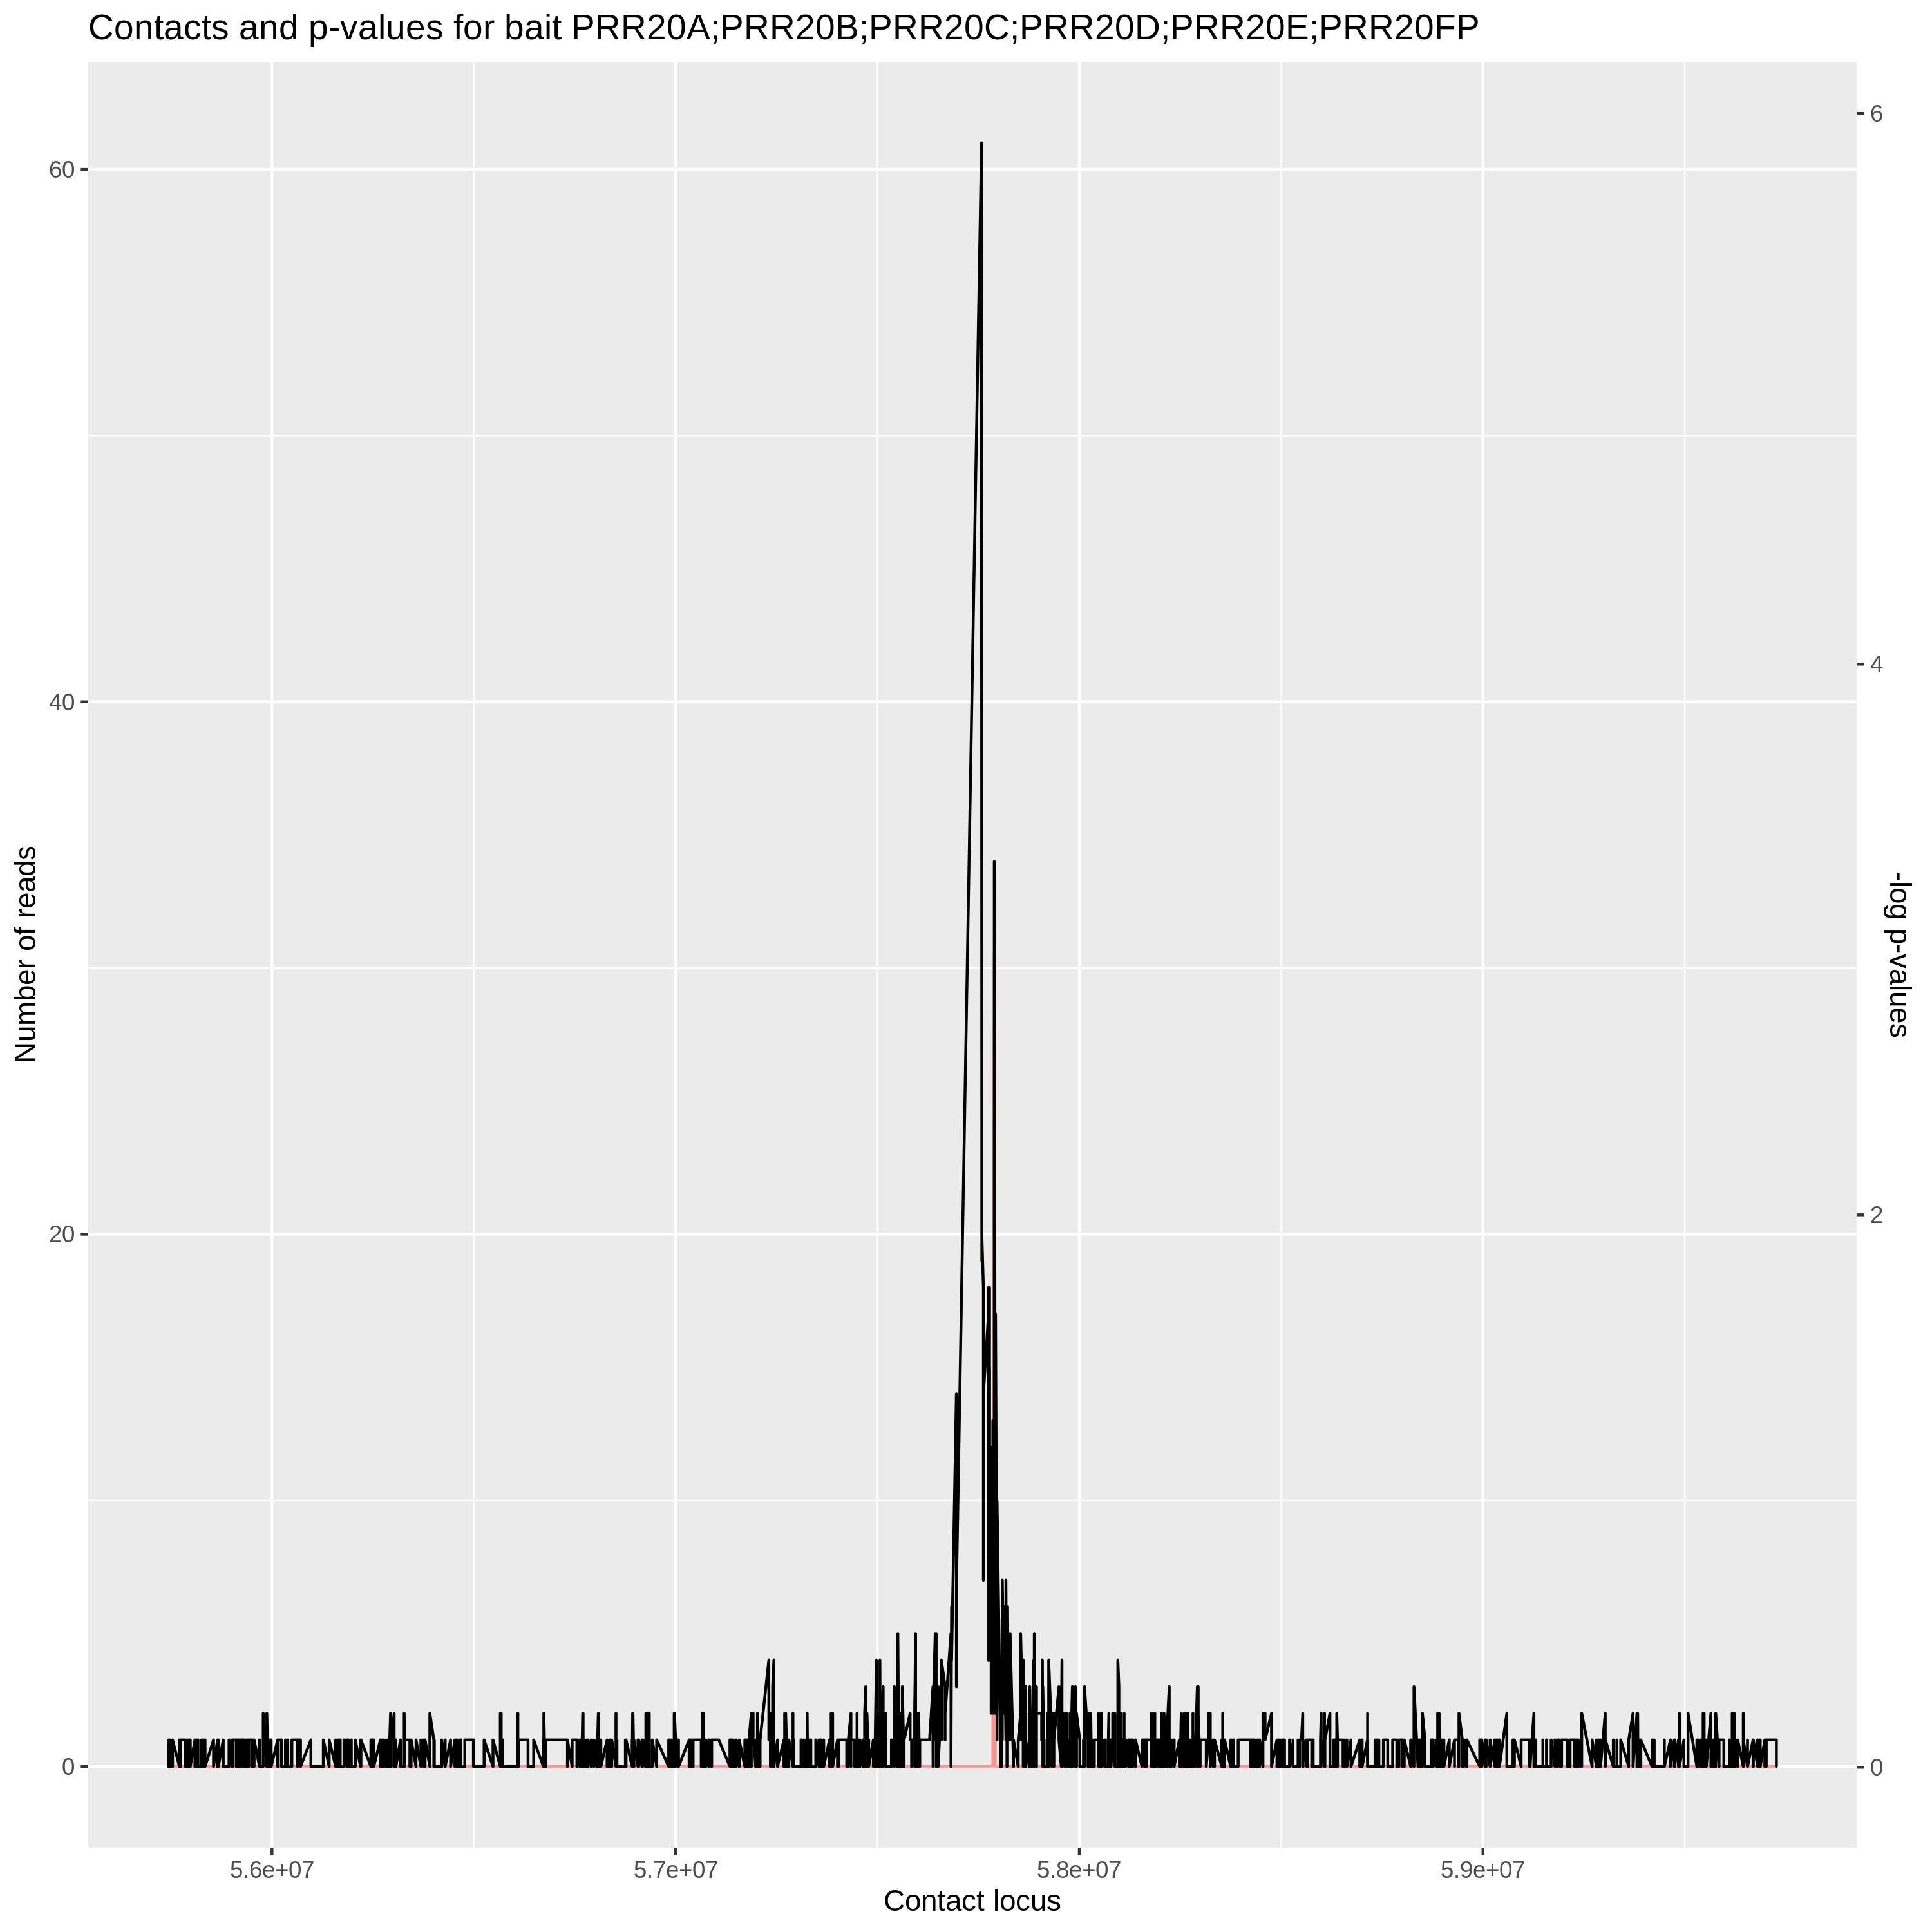 Contacts and p-values for bait PRR20A;PRR20B;PRR20C;PRR20D;PRR20E;PRR20FP
60
40
20
0
Number of reads
6
4
2
0
-log p-values
5.6e+07
5.7e+07
5.8e+07
5.9e+07
Contact locus